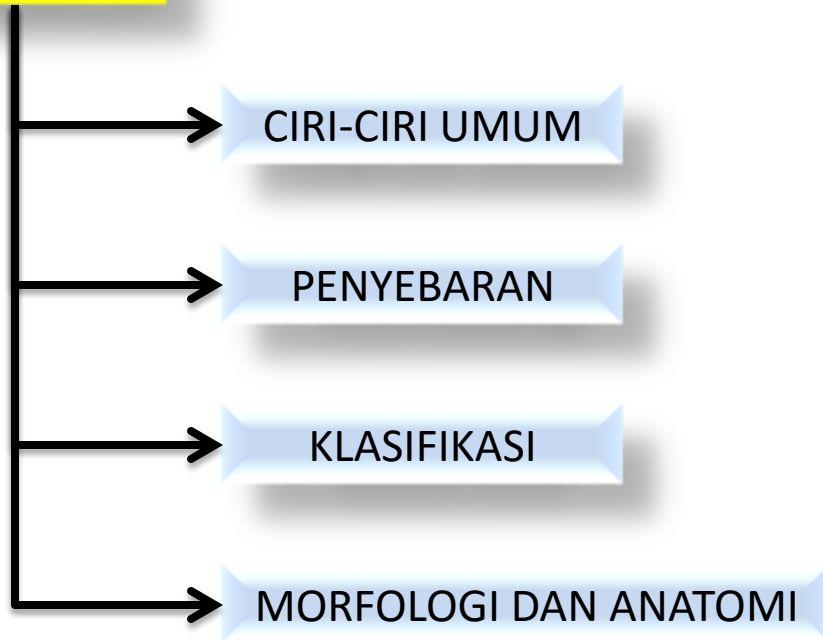 CIRI-CIRI UMUM
PENYEBARAN
KLASIFIKASI
MORFOLOGI DAN ANATOMI